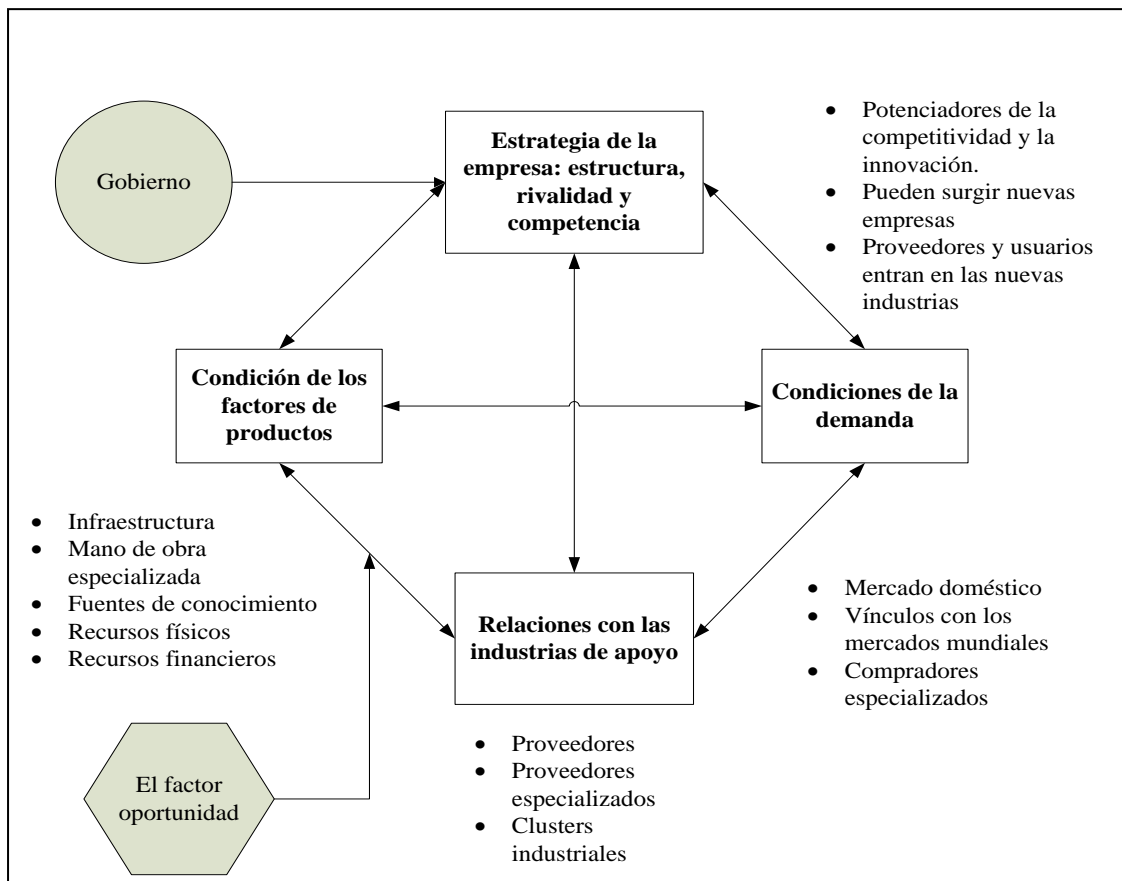 Gobierno
Estrategia de la
empresa: estructura,
rivalidad y
competencia
• Potenciadores de la
competitividad y la
innovación.
• Pueden surgir nuevas
empresas
• Proveedores y usuarios
entran en las nuevas
industrias
Condición de los
factores de
productos
Condiciones de la
demanda
• Infraestructura
• Mano de obra
especializada
• Fuentes de conocimiento
• Recursos físicos
• Recursos financieros
Relaciones con las
industrias de apoyo
• Mercado doméstico
• Vínculos con los
mercados mundiales
• Compradores
especializados
El factor
oportunidad
• Proveedores
• Proveedores
especializados
• Clusters
industriales